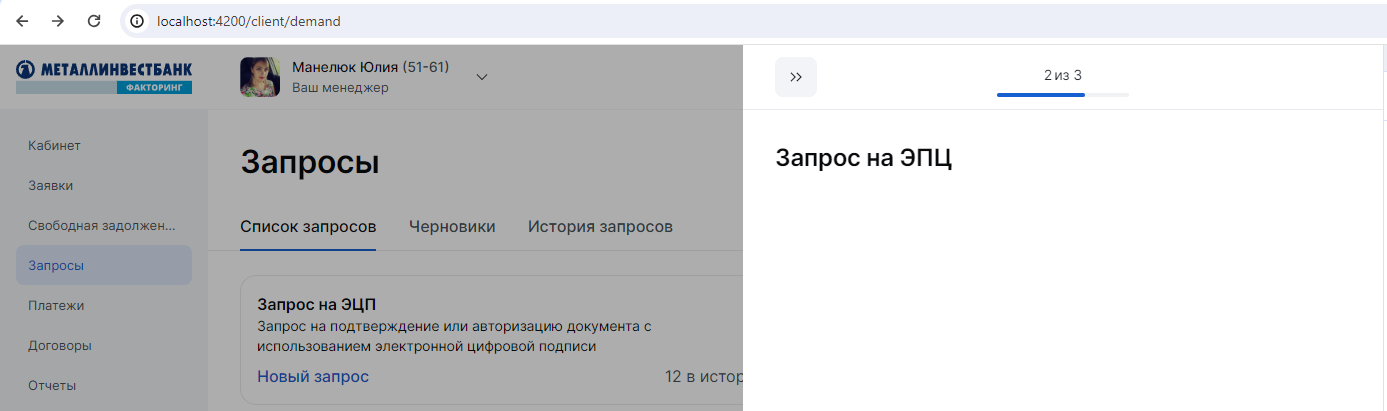 localhost:4200/client/demand
МЕТАЛЛИНВЕСТБАНК
ФАКТОРИНГ
Манелюк Юлия (51-61)
Ваш менеджер
2 из 3
Кабинет
Заявки
Свободная задолжен...
Запросы
Платежи
Договоры
Отчеты
Запросы
Список запросов Черновики История запросов
Запрос на ЭЦП
Запрос на подтверждение или авторизацию документа с
использованием электронной цифровой подписи
Новый запрос 12 в истор
Запрос на ЭПЦ